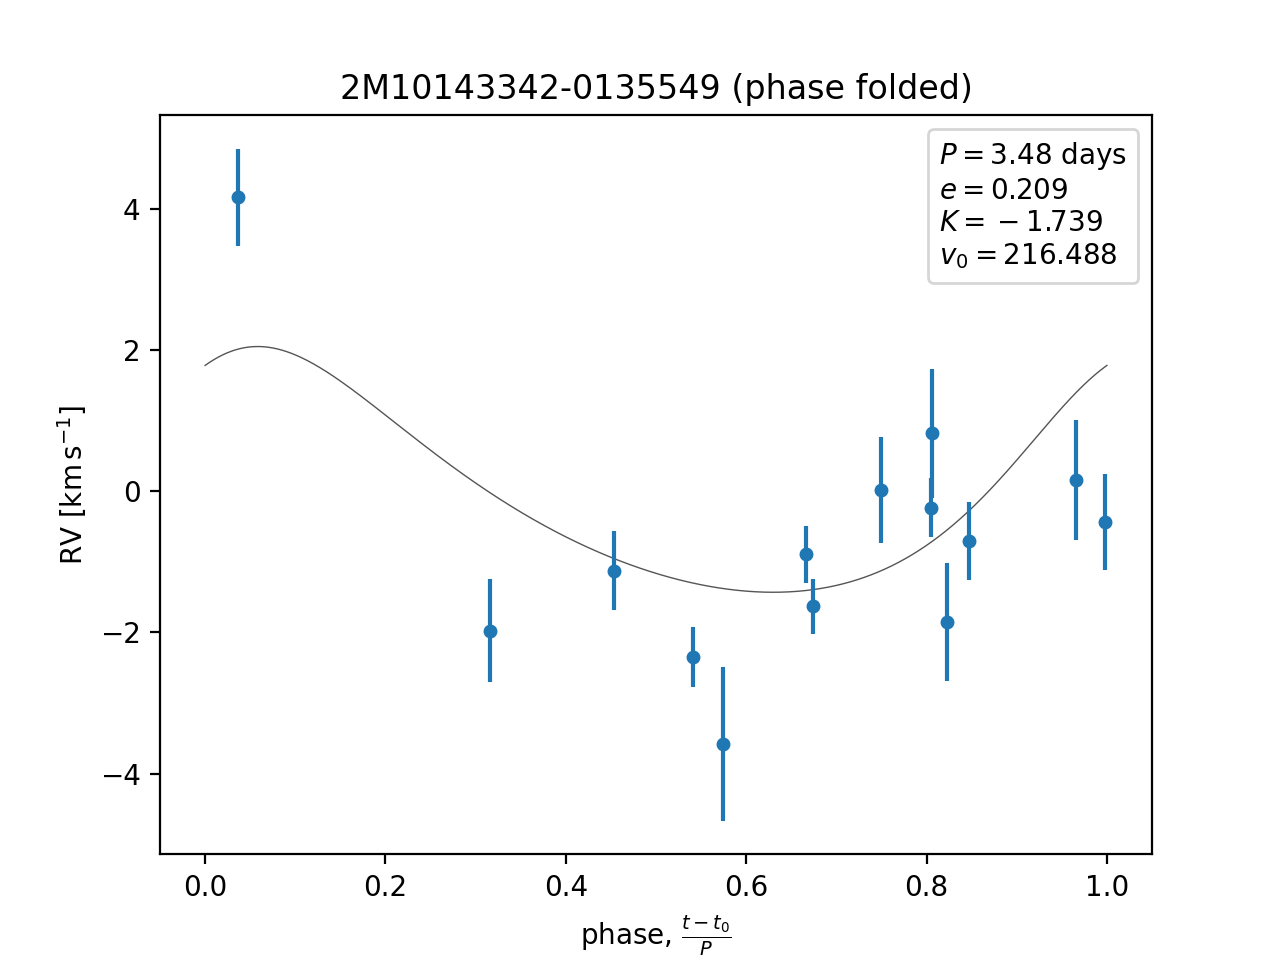 2M10143342-0135549 (phase folded)
P = 3.48 days
e = 0.209
K = −1.739
v₀ = 216.488
RV [km s⁻¹]
4
2
0
−2
−4
0.0 0.2 0.4 0.6 0.8 1.0
phase, (t − t₀)/P